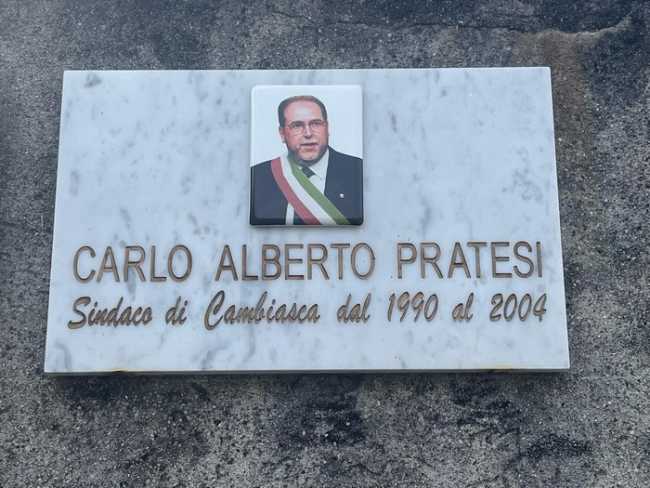 CARLO ALBERTO PRATESI
Sindaco di Cambiasca dal 1990 al 2004